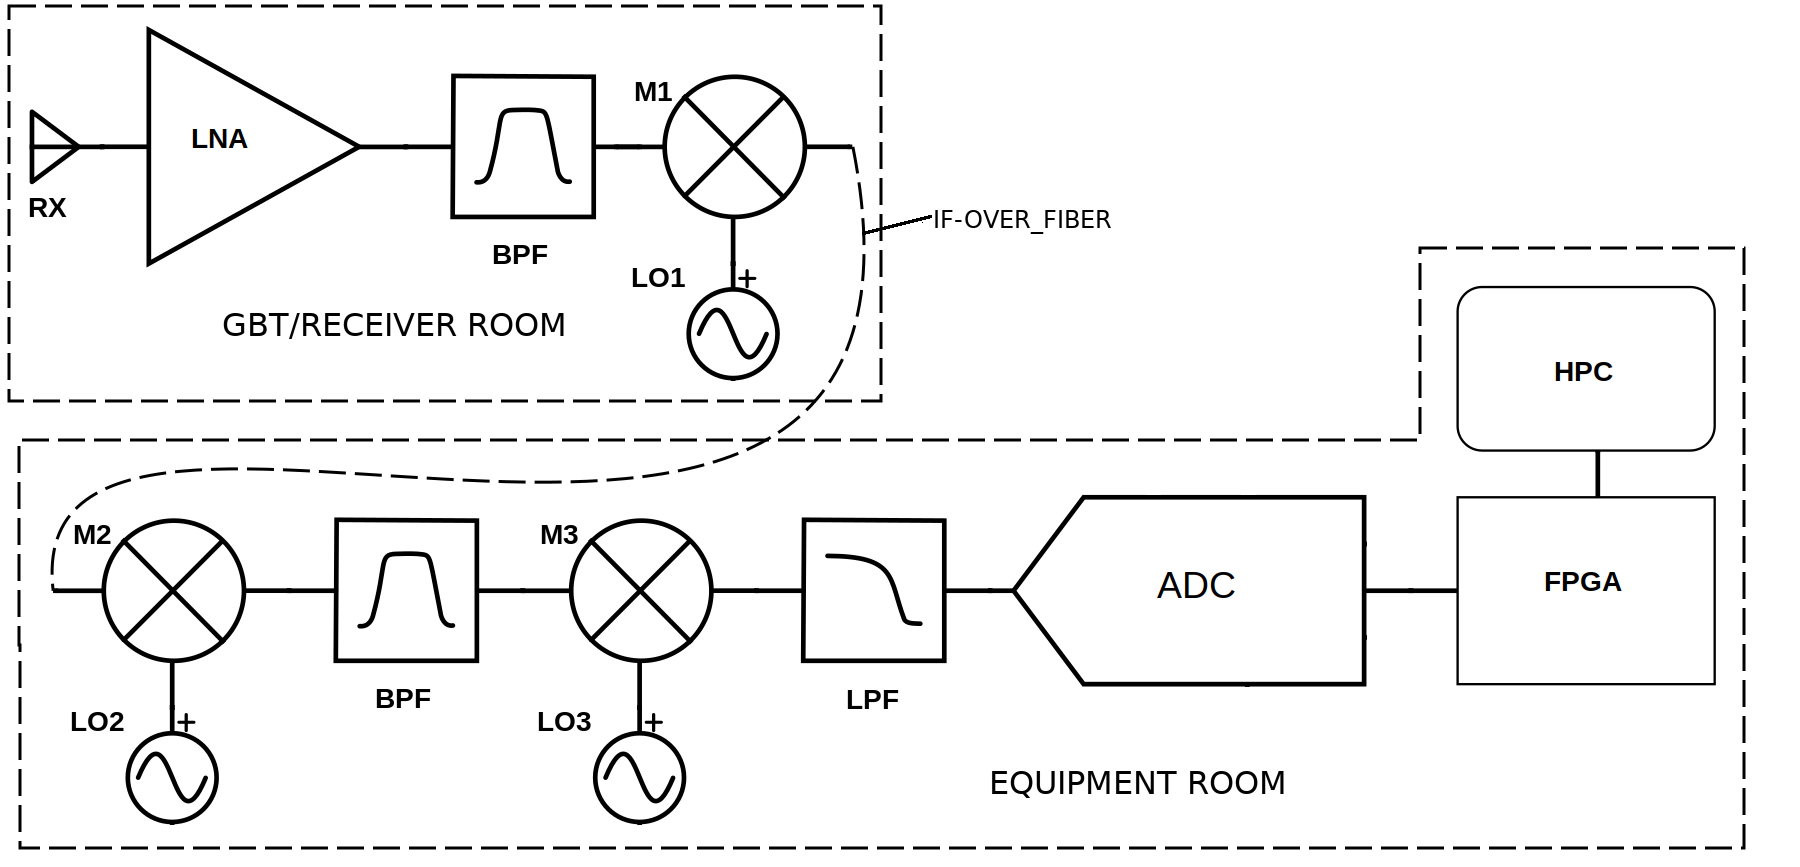 LNA
M1
RX
BPF
IF-OVER_FIBER
LO1
+
GBT/RECEIVER ROOM
HPC
M2
M3
ADC
FPGA
BPF
LPF
LO2
+
LO3
+
EQUIPMENT ROOM